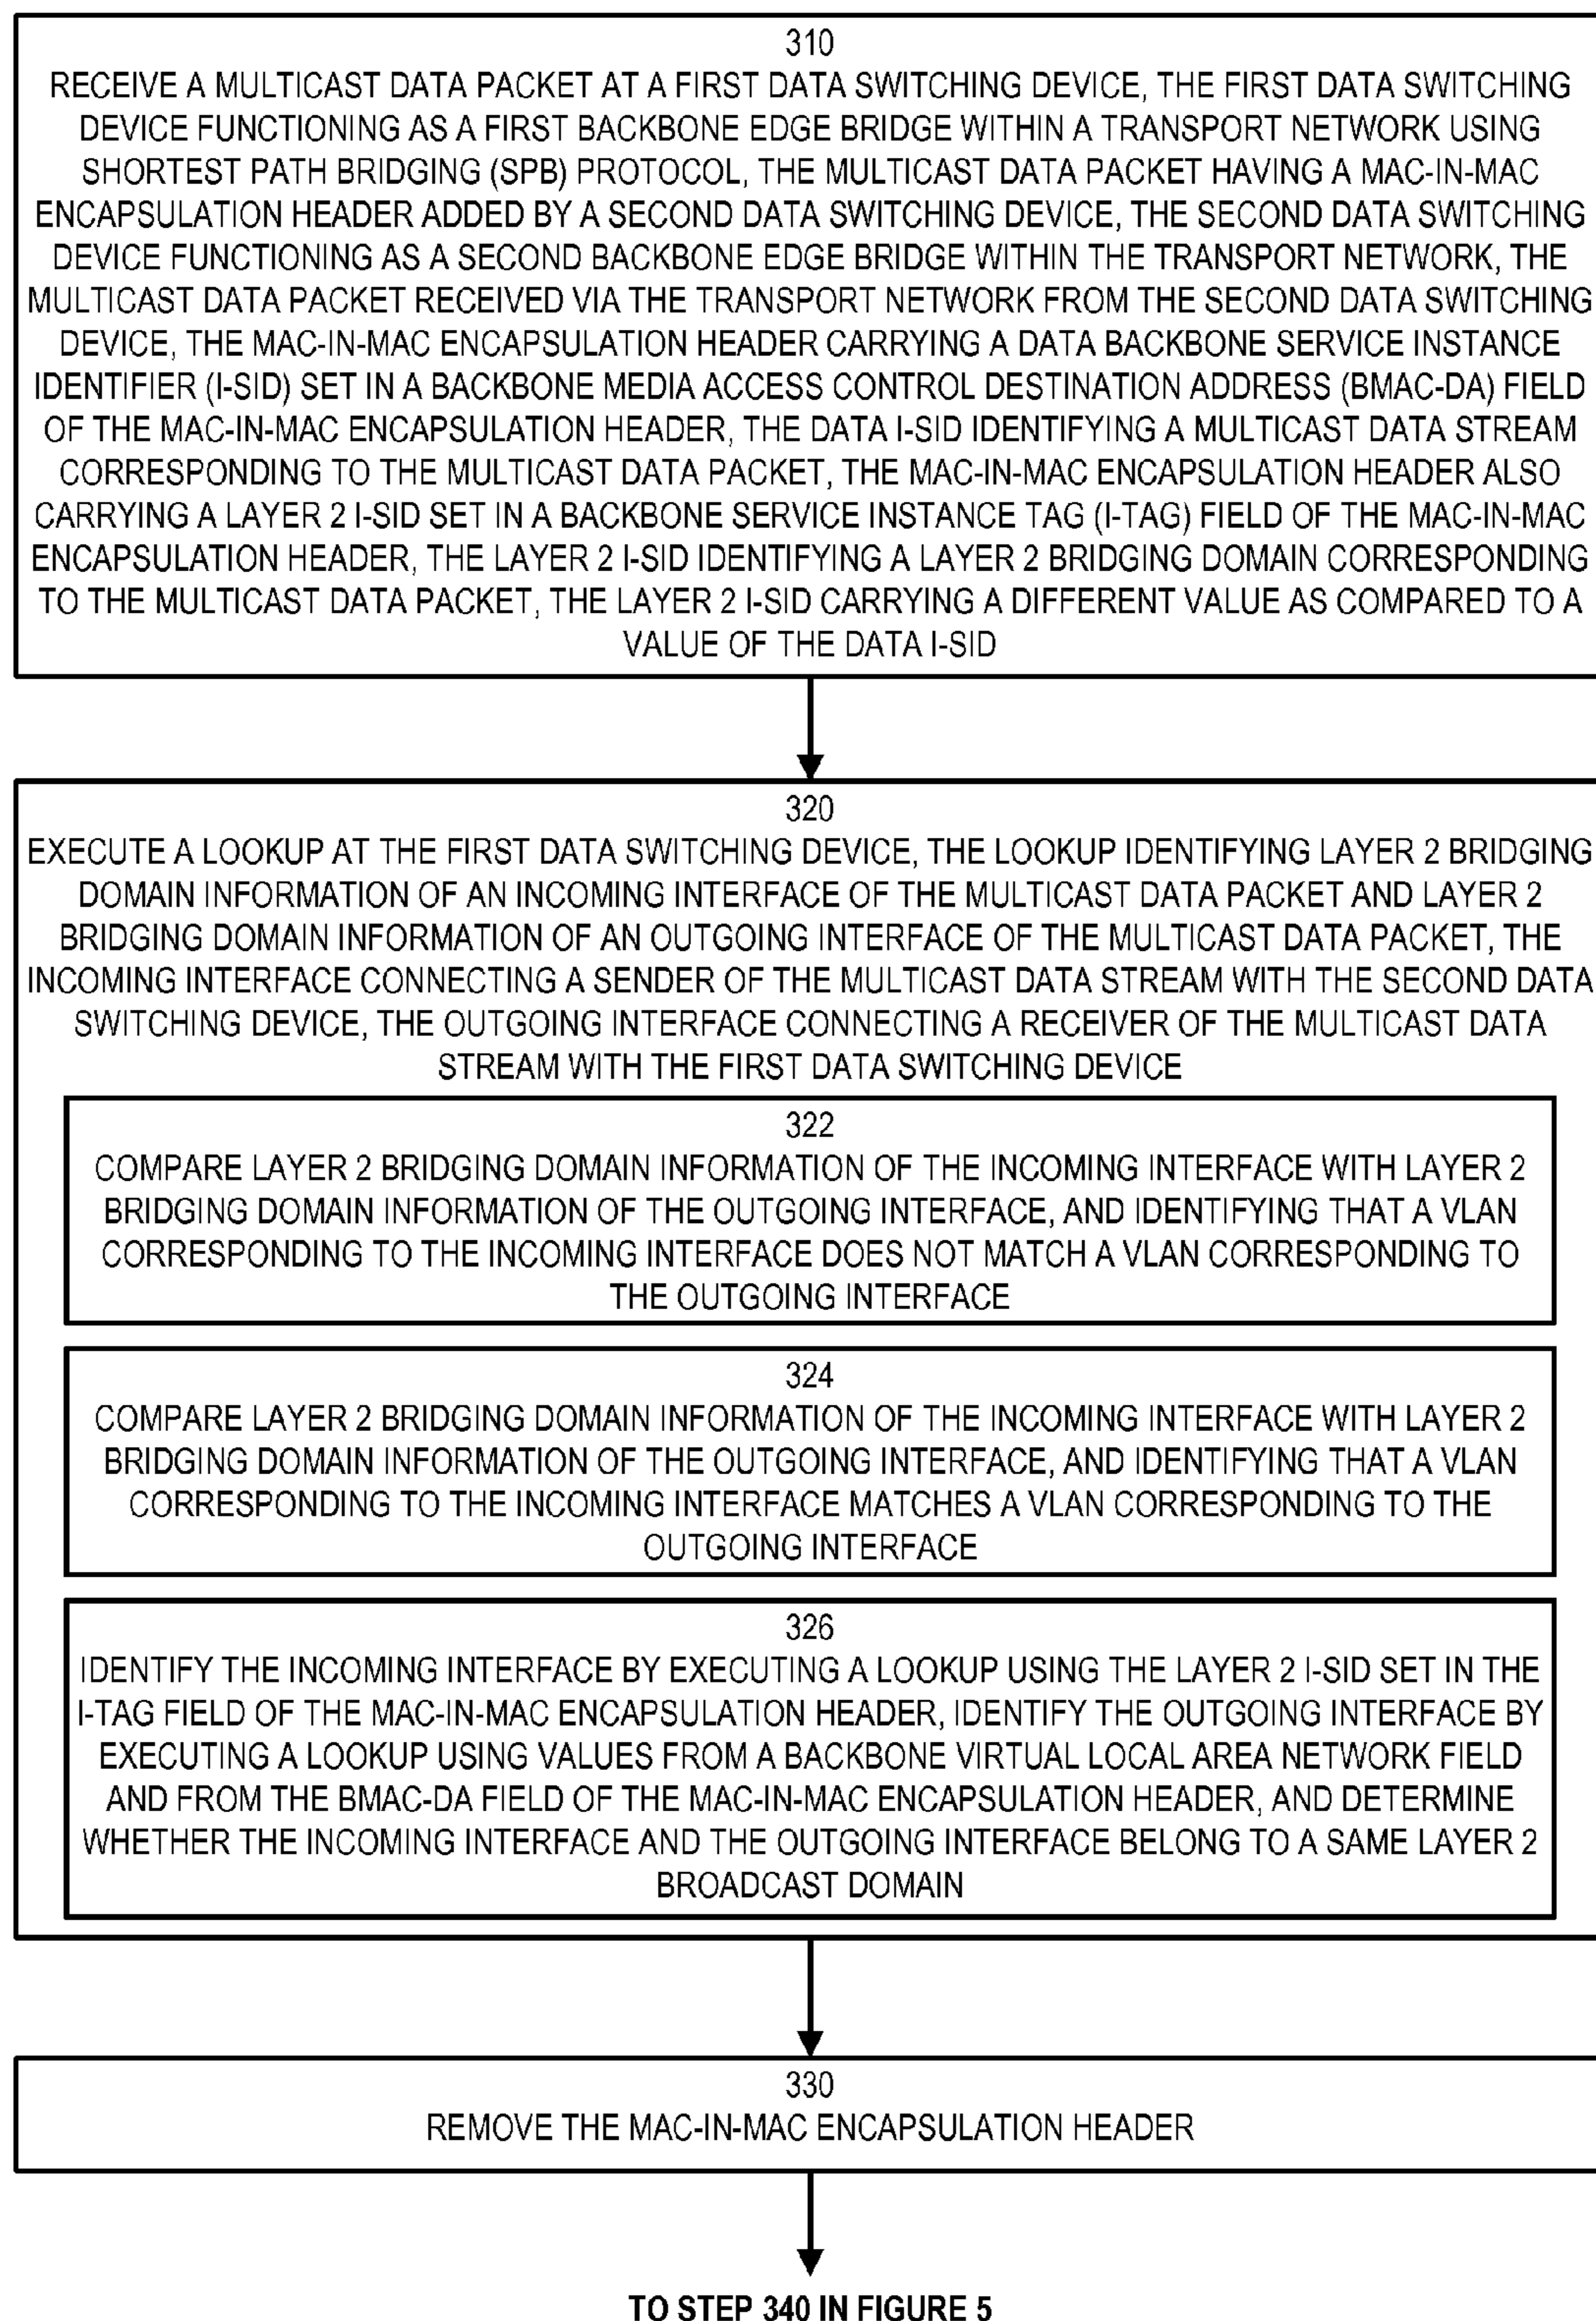 310
RECEIVE A MULTICAST DATA PACKET AT A FIRST DATA SWITCHING DEVICE, THE FIRST DATA SWITCHING
DEVICE FUNCTIONING AS A FIRST BACKBONE EDGE BRIDGE WITHIN A TRANSPORT NETWORK USING
SHORTEST PATH BRIDGING (SPB) PROTOCOL, THE MULTICAST DATA PACKET HAVING A MAC-IN-MAC
ENCAPSULATION HEADER ADDED BY A SECOND DATA SWITCHING DEVICE, THE SECOND DATA SWITCHING
DEVICE FUNCTIONING AS A SECOND BACKBONE EDGE BRIDGE WITHIN THE TRANSPORT NETWORK, THE
MULTICAST DATA PACKET RECEIVED VIA THE TRANSPORT NETWORK FROM THE SECOND DATA SWITCHING
DEVICE, THE MAC-IN-MAC ENCAPSULATION HEADER CARRYING A DATA BACKBONE SERVICE INSTANCE
IDENTIFIER (I-SID) SET IN A BACKBONE MEDIA ACCESS CONTROL DESTINATION ADDRESS (BMAC-DA) FIELD
OF THE MAC-IN-MAC ENCAPSULATION HEADER, THE DATA I-SID IDENTIFYING A MULTICAST DATA STREAM
CORRESPONDING TO THE MULTICAST DATA PACKET, THE MAC-IN-MAC ENCAPSULATION HEADER ALSO
CARRYING A LAYER 2 I-SID SET IN A BACKBONE SERVICE INSTANCE TAG (I-TAG) FIELD OF THE MAC-IN-MAC
ENCAPSULATION HEADER, THE LAYER 2 I-SID IDENTIFYING A LAYER 2 BRIDGING DOMAIN CORRESPONDING
TO THE MULTICAST DATA PACKET, THE LAYER 2 I-SID CARRYING A DIFFERENT VALUE AS COMPARED TO A
VALUE OF THE DATA I-SID
320
EXECUTE A LOOKUP AT THE FIRST DATA SWITCHING DEVICE, THE LOOKUP IDENTIFYING LAYER 2 BRIDGING
DOMAIN INFORMATION OF AN INCOMING INTERFACE OF THE MULTICAST DATA PACKET AND LAYER 2
BRIDGING DOMAIN INFORMATION OF AN OUTGOING INTERFACE OF THE MULTICAST DATA PACKET, THE
INCOMING INTERFACE CONNECTING A SENDER OF THE MULTICAST DATA STREAM WITH THE SECOND DATA
SWITCHING DEVICE, THE OUTGOING INTERFACE CONNECTING A RECEIVER OF THE MULTICAST DATA
STREAM WITH THE FIRST DATA SWITCHING DEVICE
322
COMPARE LAYER 2 BRIDGING DOMAIN INFORMATION OF THE INCOMING INTERFACE WITH LAYER 2
BRIDGING DOMAIN INFORMATION OF THE OUTGOING INTERFACE, AND IDENTIFYING THAT A VLAN
CORRESPONDING TO THE INCOMING INTERFACE DOES NOT MATCH A VLAN CORRESPONDING TO
THE OUTGOING INTERFACE
324
COMPARE LAYER 2 BRIDGING DOMAIN INFORMATION OF THE INCOMING INTERFACE WITH LAYER 2
BRIDGING DOMAIN INFORMATION OF THE OUTGOING INTERFACE, AND IDENTIFYING THAT A VLAN
CORRESPONDING TO THE INCOMING INTERFACE MATCHES A VLAN CORRESPONDING TO THE
OUTGOING INTERFACE
326
IDENTIFY THE INCOMING INTERFACE BY EXECUTING A LOOKUP USING THE LAYER 2 I-SID SET IN THE
I-TAG FIELD OF THE MAC-IN-MAC ENCAPSULATION HEADER, IDENTIFY THE OUTGOING INTERFACE BY
EXECUTING A LOOKUP USING VALUES FROM A BACKBONE VIRTUAL LOCAL AREA NETWORK FIELD
AND FROM THE BMAC-DA FIELD OF THE MAC-IN-MAC ENCAPSULATION HEADER, AND DETERMINE
WHETHER THE INCOMING INTERFACE AND THE OUTGOING INTERFACE BELONG TO A SAME LAYER 2
BROADCAST DOMAIN
330
REMOVE THE MAC-IN-MAC ENCAPSULATION HEADER
TO STEP 340 IN FIGURE 5